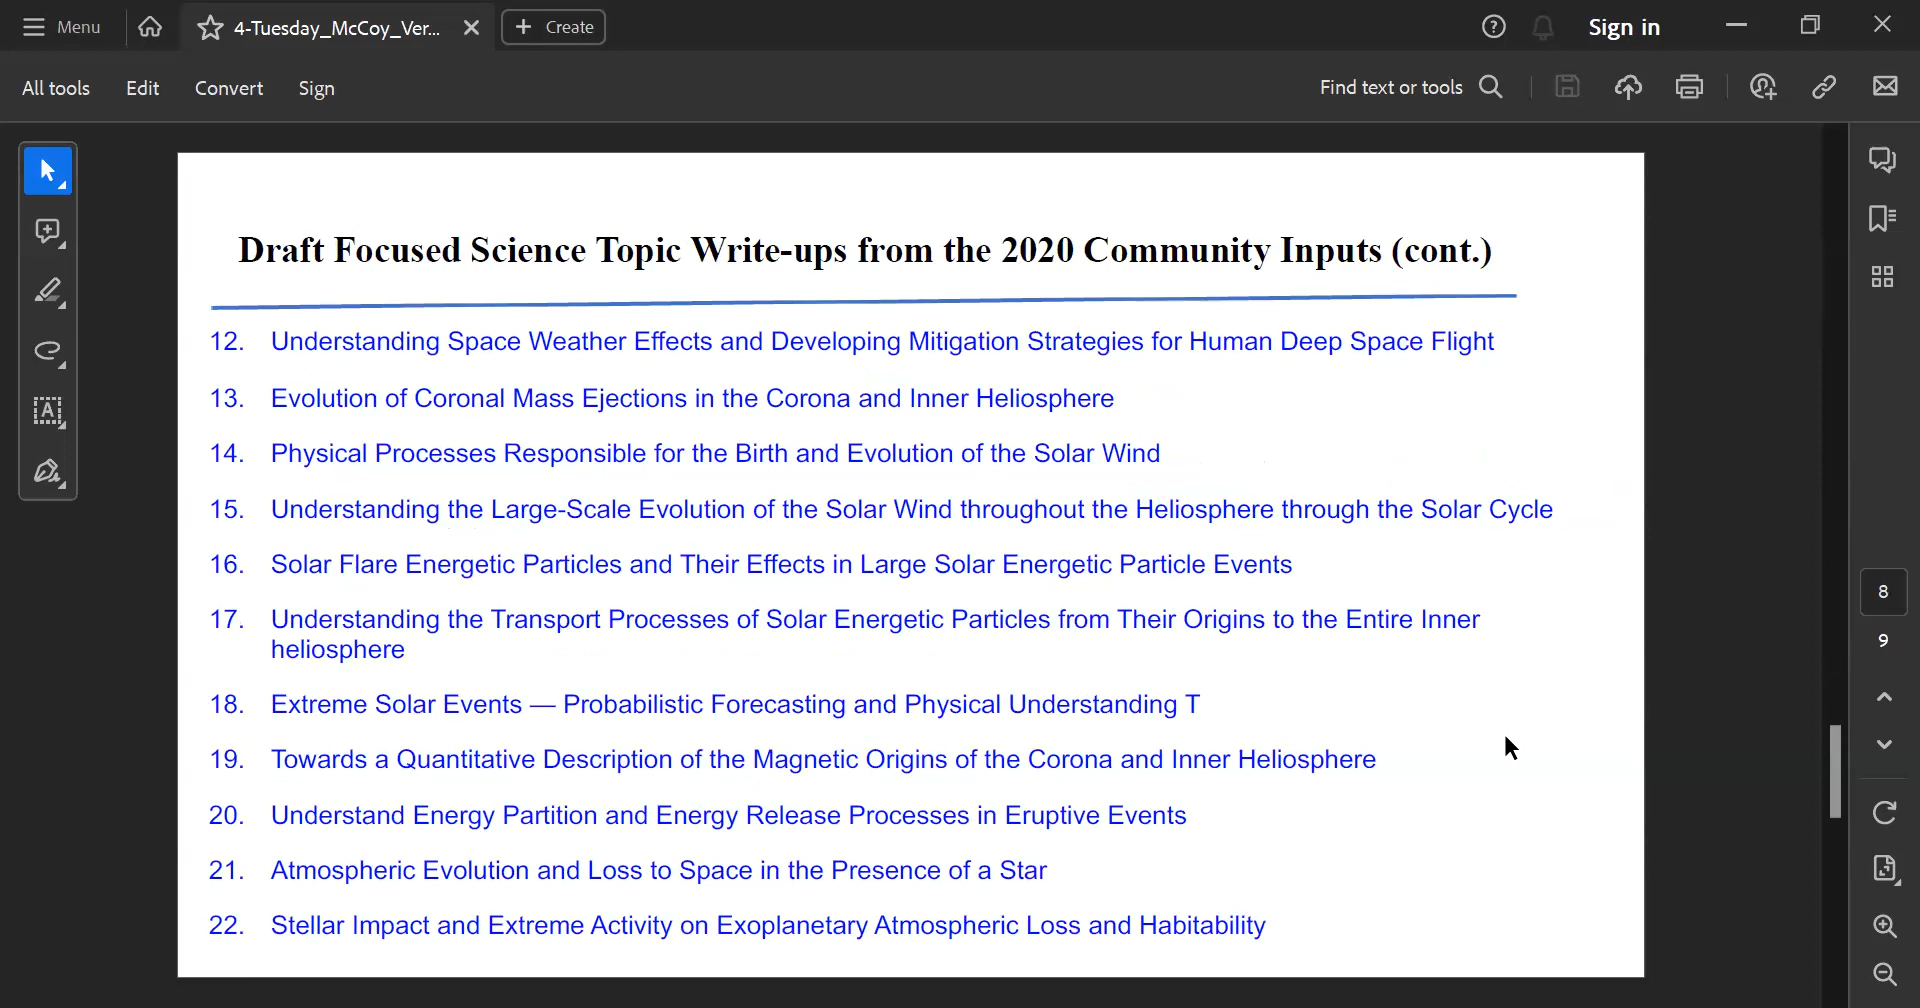 Menu
4-Tuesday_McCoy_Ver...
Create
Sign in
All tools
Edit
Convert
Sign
Find text or tools
Draft Focused Science Topic Write-ups from the 2020 Community Inputs (cont.)
12. Understanding Space Weather Effects and Developing Mitigation Strategies for Human Deep Space Flight
13. Evolution of Coronal Mass Ejections in the Corona and Inner Heliosphere
14. Physical Processes Responsible for the Birth and Evolution of the Solar Wind
15. Understanding the Large-Scale Evolution of the Solar Wind throughout the Heliosphere through the Solar Cycle
16. Solar Flare Energetic Particles and Their Effects in Large Solar Energetic Particle Events
17. Understanding the Transport Processes of Solar Energetic Particles from Their Origins to the Entire Inner
heliosphere
18. Extreme Solar Events — Probabilistic Forecasting and Physical Understanding T
19. Towards a Quantitative Description of the Magnetic Origins of the Corona and Inner Heliosphere
20. Understand Energy Partition and Energy Release Processes in Eruptive Events
21. Atmospheric Evolution and Loss to Space in the Presence of a Star
22. Stellar Impact and Extreme Activity on Exoplanetary Atmospheric Loss and Habitability
8
9